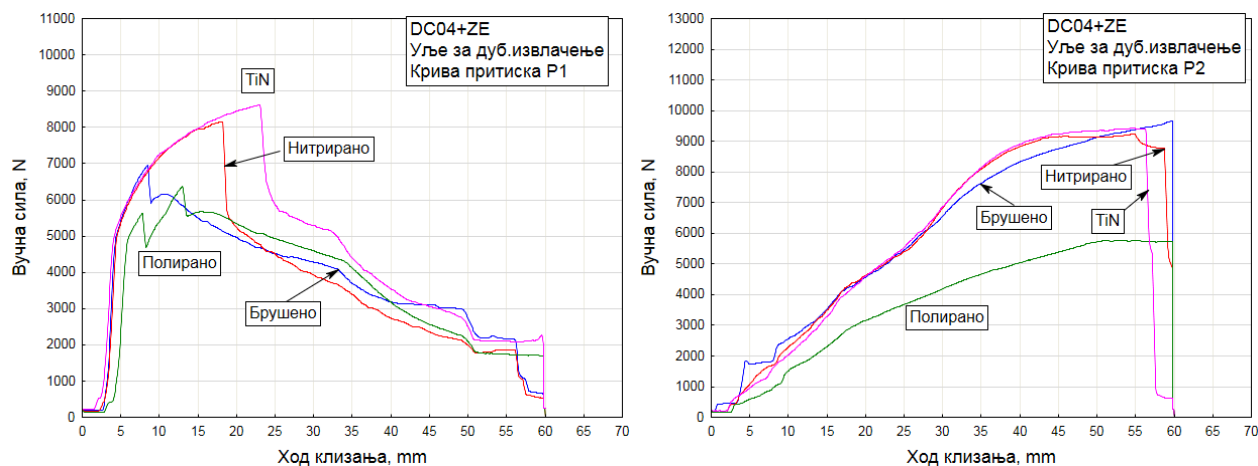 11000
10000
9000
8000
7000
6000
5000
4000
3000
2000
1000
0
Вучна сила, N
DC04+ZE
Уље за дуб.извлачење
Крива притиска P1
TiN
Нитрирано
Полирано
Брушено
0 5 10 15 20 25 30 35 40 45 50 55 60 70
Ход клизања, mm
13000
12000
11000
10000
9000
8000
7000
6000
5000
4000
3000
2000
1000
0
Вучна сила, N
DC04+ZE
Уље за дуб.извлачење
Крива притиска P2
Нитрирано
Брушено
TiN
Полирано
0 5 10 15 20 25 30 35 40 45 50 55 60 70
Ход клизања, mm